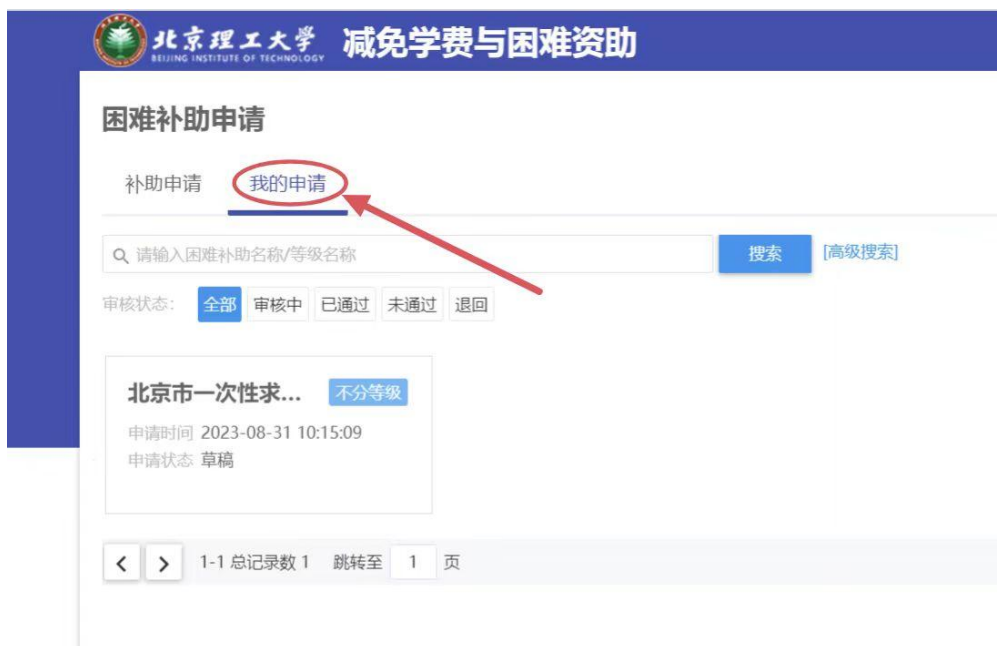 北京理工大学 减免学费与困难资助
BEIJING INSTITUTE OF TECHNOLOGY
困难补助申请
补助申请 我的申请
请输入困难补助名称/等级名称 搜索 [高级搜索]
审核状态: 全部 审核中 已通过 未通过 退回
北京市一次性求... 不分等级
申请时间 2023-08-31 10:15:09
申请状态 草稿
< > 1-1 总记录数 1 跳转至 1 页